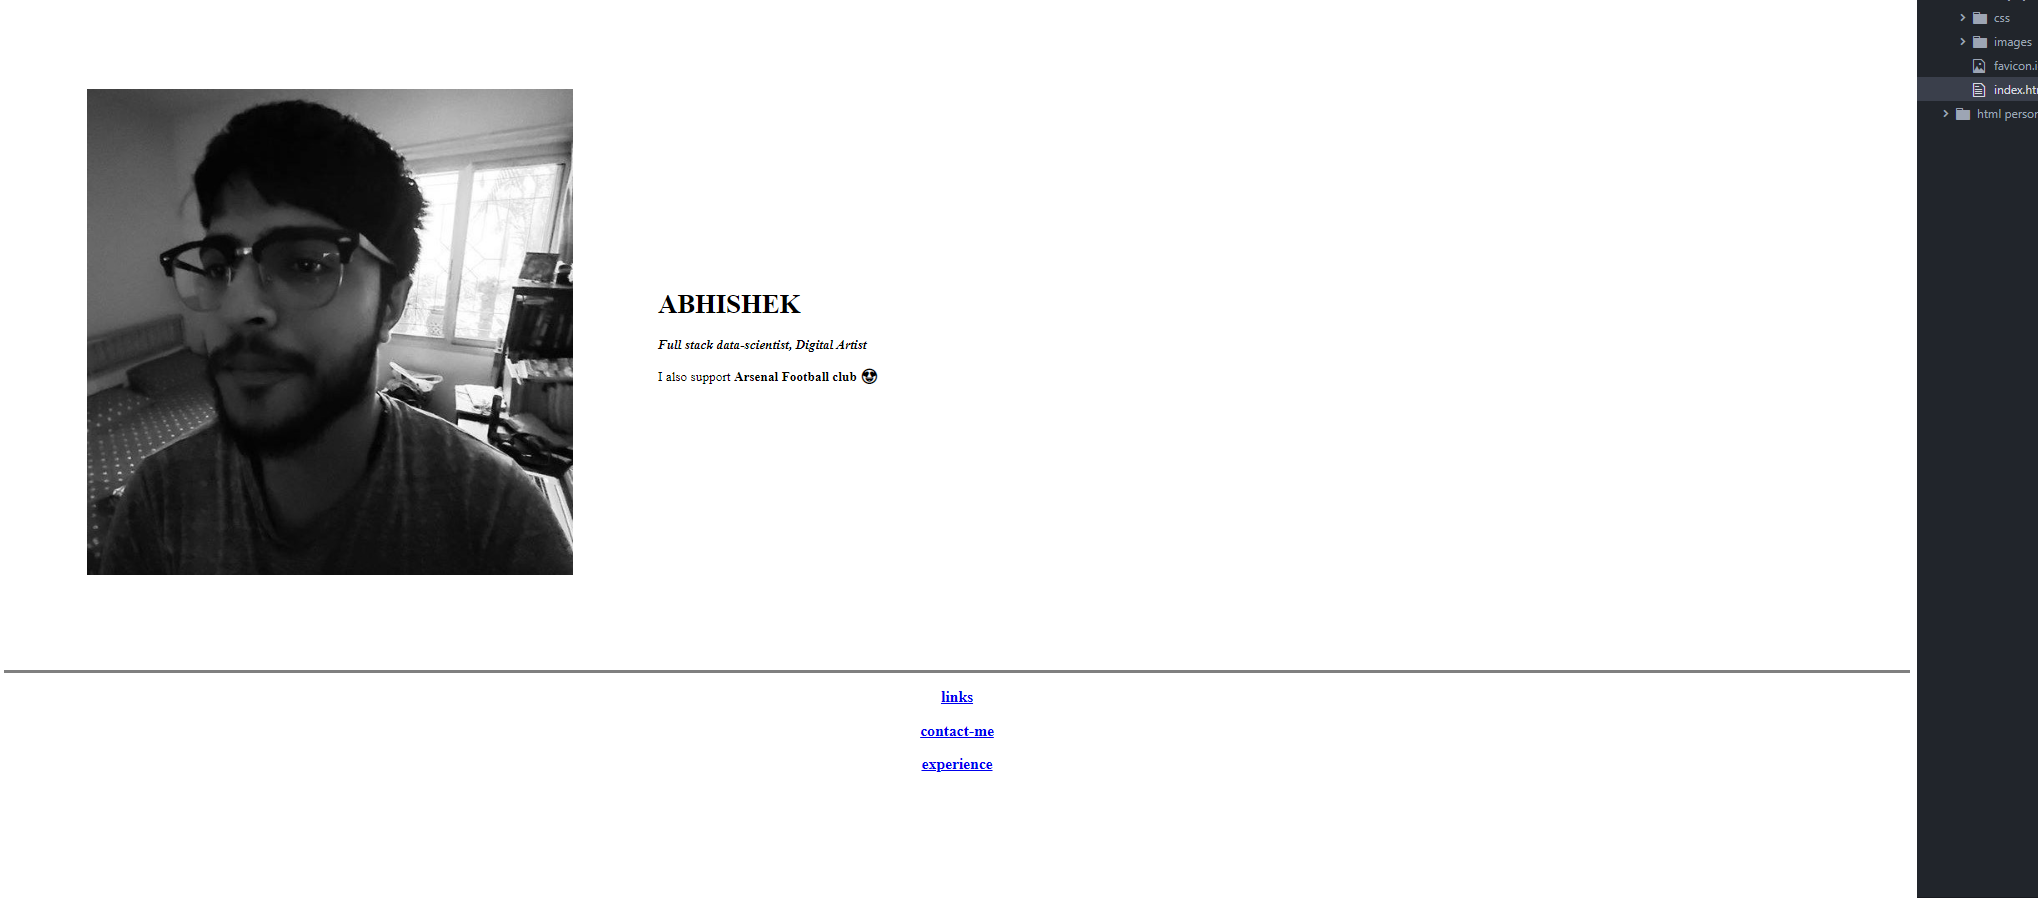 css
images
favicon.i
index.ht
html person
ABHISHEK
Full stack data-scientist, Digital Artist
I also support Arsenal Football club 😎
links
contact-me
experience